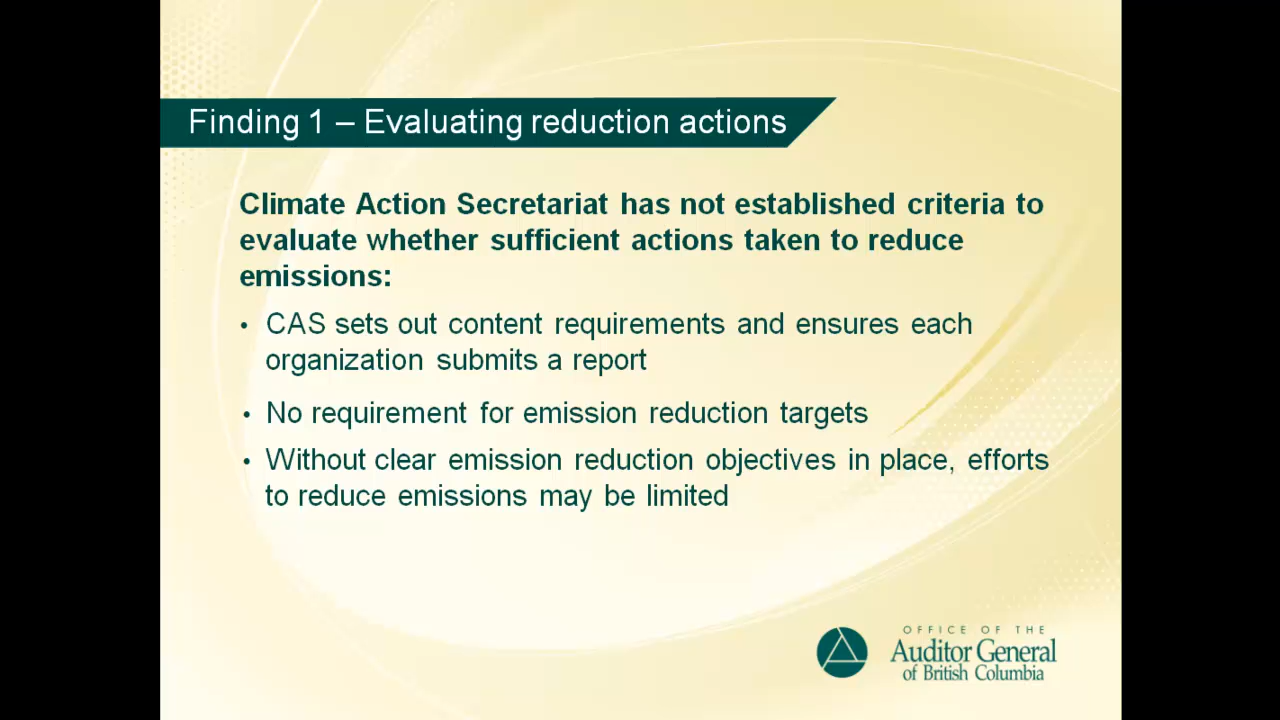 Finding 1 – Evaluating reduction actions
Climate Action Secretariat has not established criteria to
evaluate whether sufficient actions taken to reduce
emissions:
• CAS sets out content requirements and ensures each
organization submits a report
• No requirement for emission reduction targets
• Without clear emission reduction objectives in place, efforts
to reduce emissions may be limited
OFFICE OF THE
Auditor General
of British Columbia